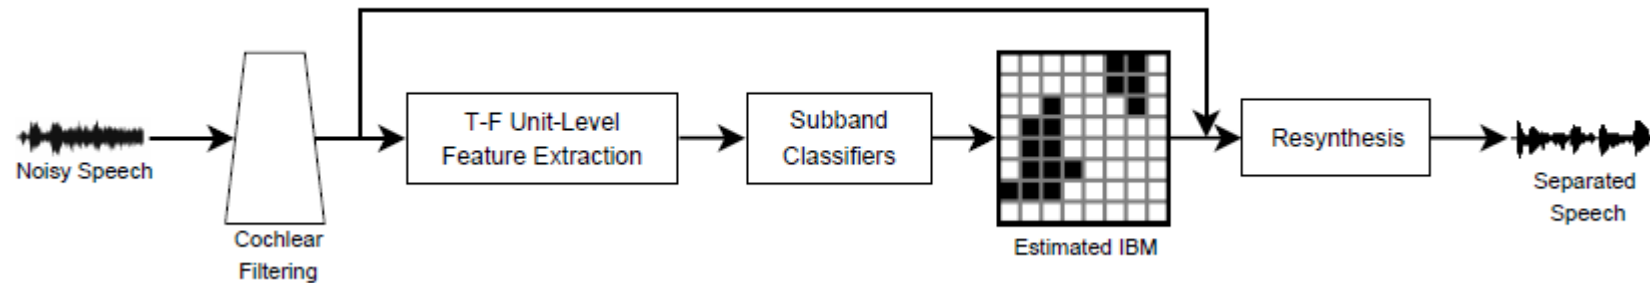 Noisy Speech
Cochlear
Filtering
T-F Unit-Level
Feature Extraction
Subband
Classifiers
Estimated IBM
Resynthesis
Separated
Speech